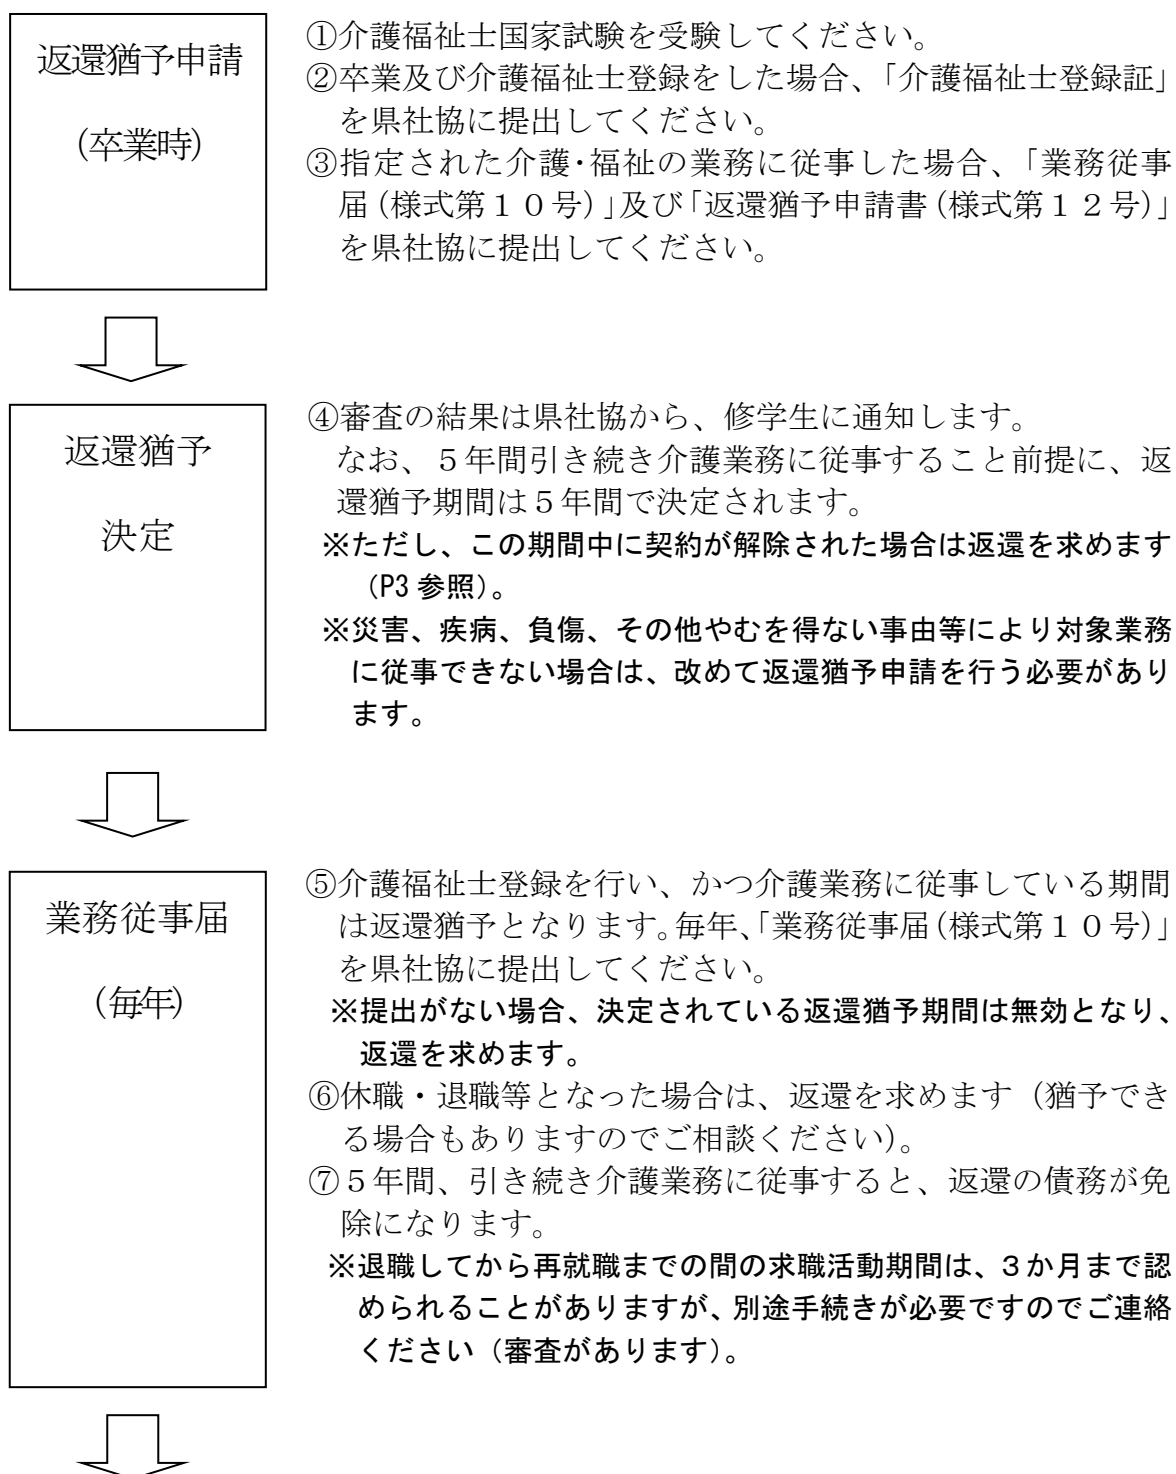 返還猶予申請
(卒業時)
①介護福祉士国家試験を受験してください。
②卒業及び介護福祉士登録をした場合、「介護福祉士登録証」
を県社協に提出してください。
③指定された介護・福祉の業務に従事した場合、「業務従事
届(様式第１０号)」及び「返還猶予申請書(様式第１２号)」
を県社協に提出してください。
返還猶予
決定
④審査の結果は県社協から、修学生に通知します。
なお、５年間引き続き介護業務に従事すること前提に、返
還猶予期間は５年間で決定されます。
※ただし、この期間中に契約が解除された場合は返還を求めます
（P3 参照）。
※災害、疾病、負傷、その他やむを得ない事由等により対象業務
に従事できない場合は、改めて返還猶予申請を行う必要があり
ます。
業務従事届
(毎年)
⑤介護福祉士登録を行い、かつ介護業務に従事している期間
は返還猶予となります。毎年、「業務従事届(様式第１０号)」
を県社協に提出してください。
※提出がない場合、決定されている返還猶予期間は無効となり、
返還を求めます。
⑥休職・退職等となった場合は、返還を求めます（猶予でき
る場合もありますのでご相談ください）。
⑦５年間、引き続き介護業務に従事すると、返還の債務が免
除になります。
※退職してから再就職までの間の求職活動期間は、３か月まで認
められることがありますが、別途手続きが必要ですのでご連絡
ください（審査があります）。